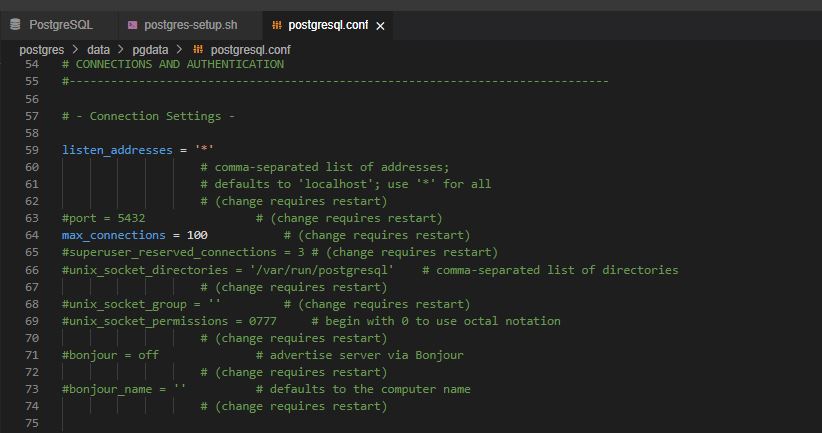 PostgreSQL
postgres-setup.sh
postgresql.conf
postgres > data > pgdata > postgresql.conf
54 # CONNECTIONS AND AUTHENTICATION
55 #------------------------------------------------------------------------------
56
57 # - Connection Settings -
58
59 listen_addresses = '*'
60 # comma-separated list of addresses;
61 # defaults to 'localhost'; use '*' for all
62 # (change requires restart)
63 #port = 5432 # (change requires restart)
64 max_connections = 100 # (change requires restart)
65 #superuser_reserved_connections = 3 # (change requires restart)
66 #unix_socket_directories = '/var/run/postgresql' # comma-separated list of directories
67 # (change requires restart)
68 #unix_socket_group = '' # (change requires restart)
69 #unix_socket_permissions = 0777 # begin with 0 to use octal notation
70 # (change requires restart)
71 #bonjour = off # advertise server via Bonjour
72 # (change requires restart)
73 #bonjour_name = '' # defaults to the computer name
74 # (change requires restart)
75